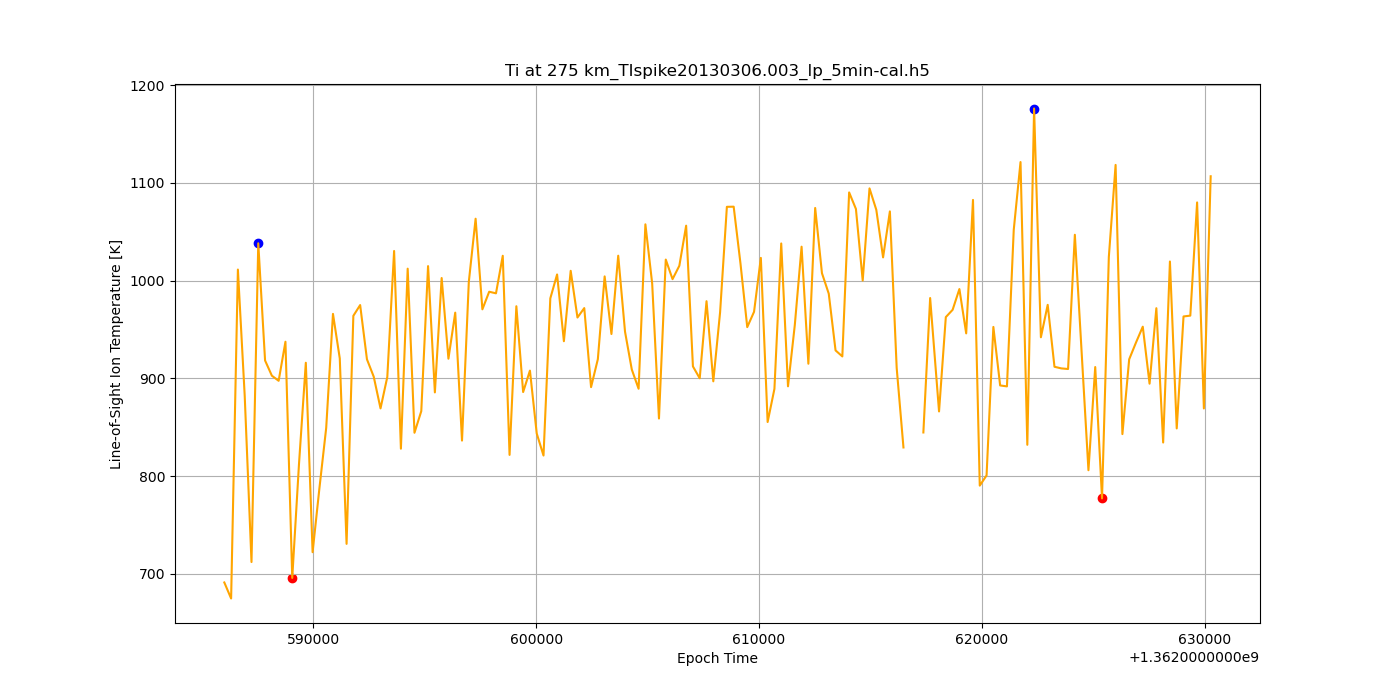 Ti at 275 km_TIspike20130306.003_lp_5min-cal.h5
Line-of-Sight Ion Temperature [K]
1200
1100
1000
900
800
700
590000 600000 610000 620000 630000
Epoch Time
+1.3620000000e9